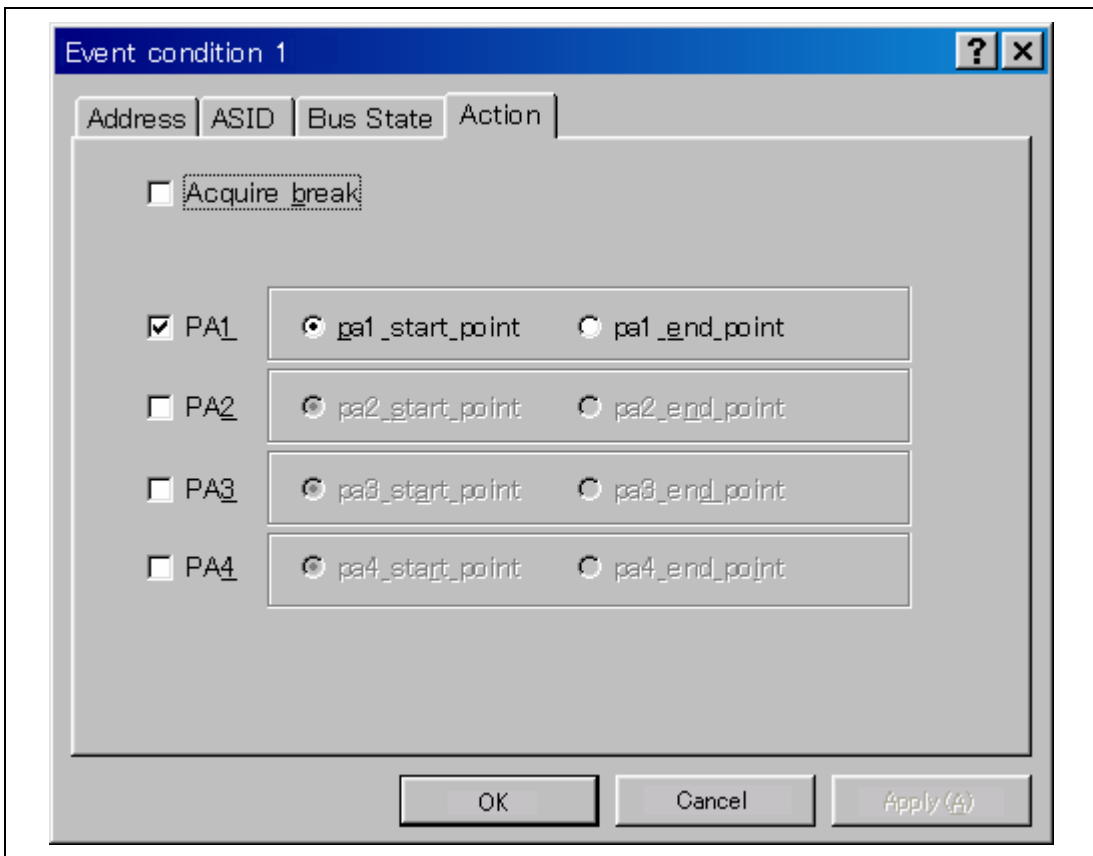 Event condition 1
Address ASID Bus State Action
Acquire break
PA1 pa1_start_point pa1_end_point
PA2 pa2_start_point pa2_end_point
PA3 pa3_start_point pa3_end_point
PA4 pa4_start_point pa4_end_point
OK Cancel Apply (A)